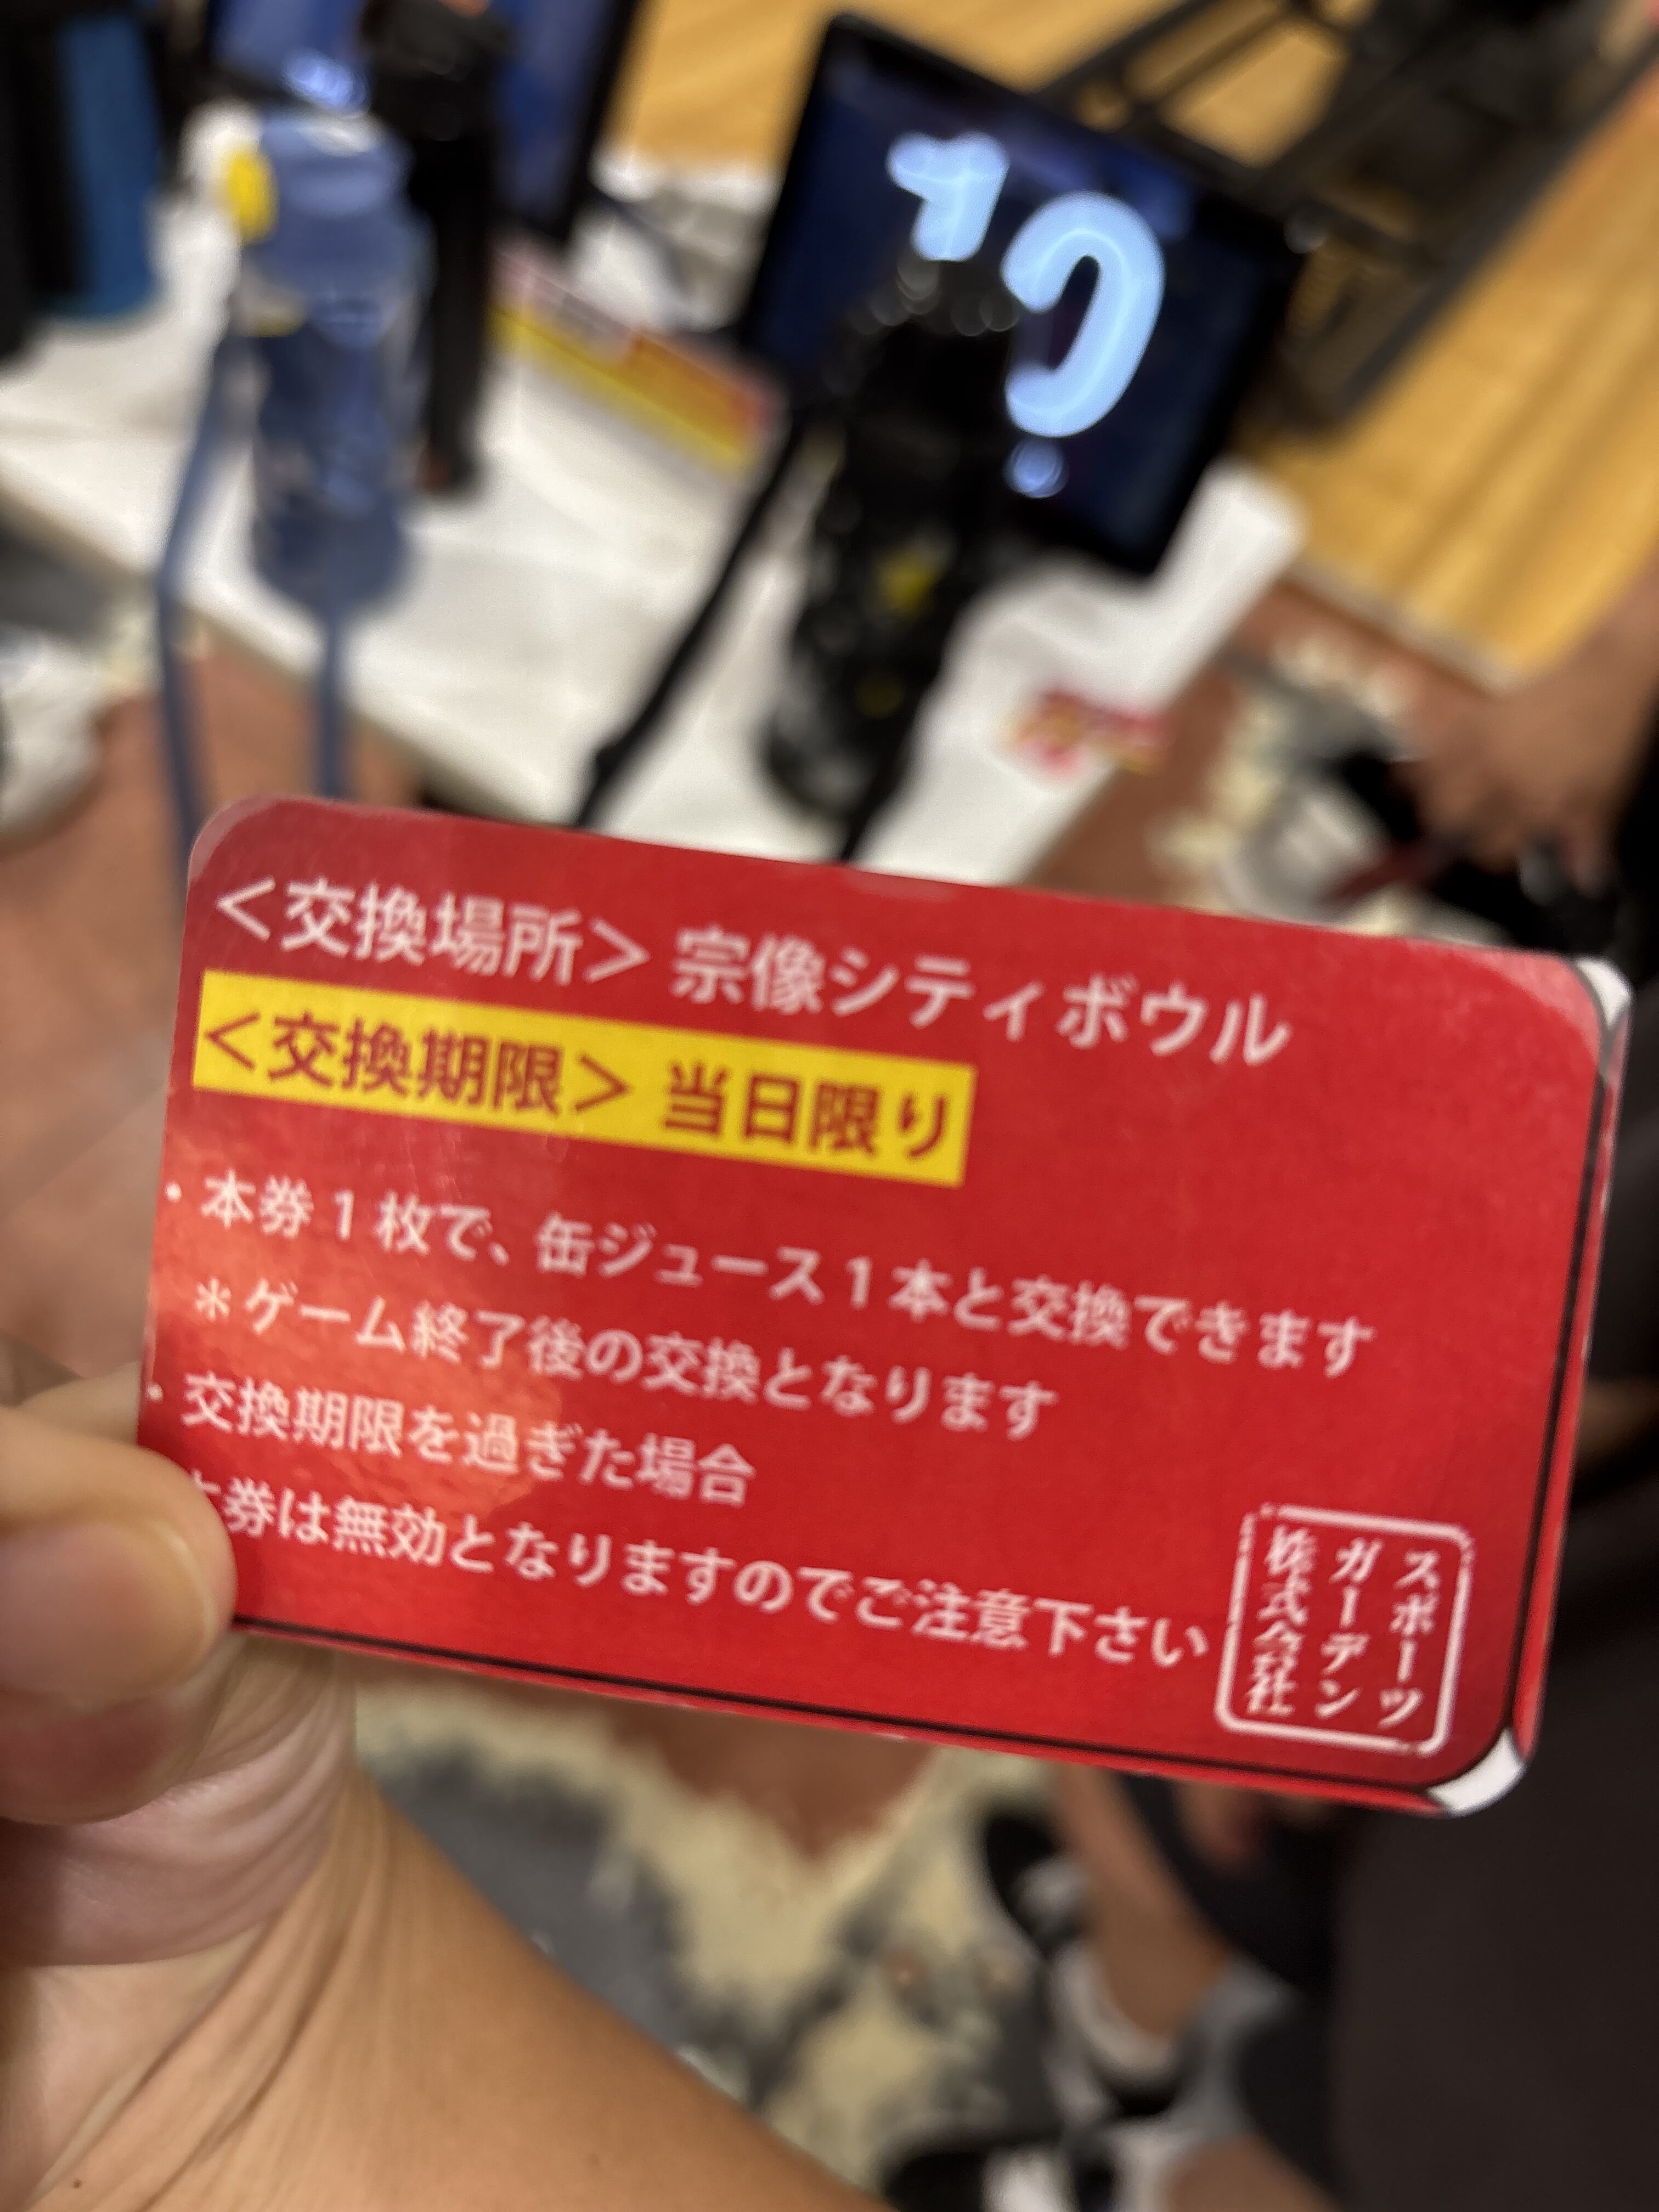 <交換場所> 宗像シティボウル
<交換期限> 当日限り
・本券1枚で、缶ジュース1本と交換できます
※ゲーム終了後の交換となります
・交換期限を過ぎた場合
本券は無効となりますのでご注意下さい
スポーツ
ガーデン
株式会社